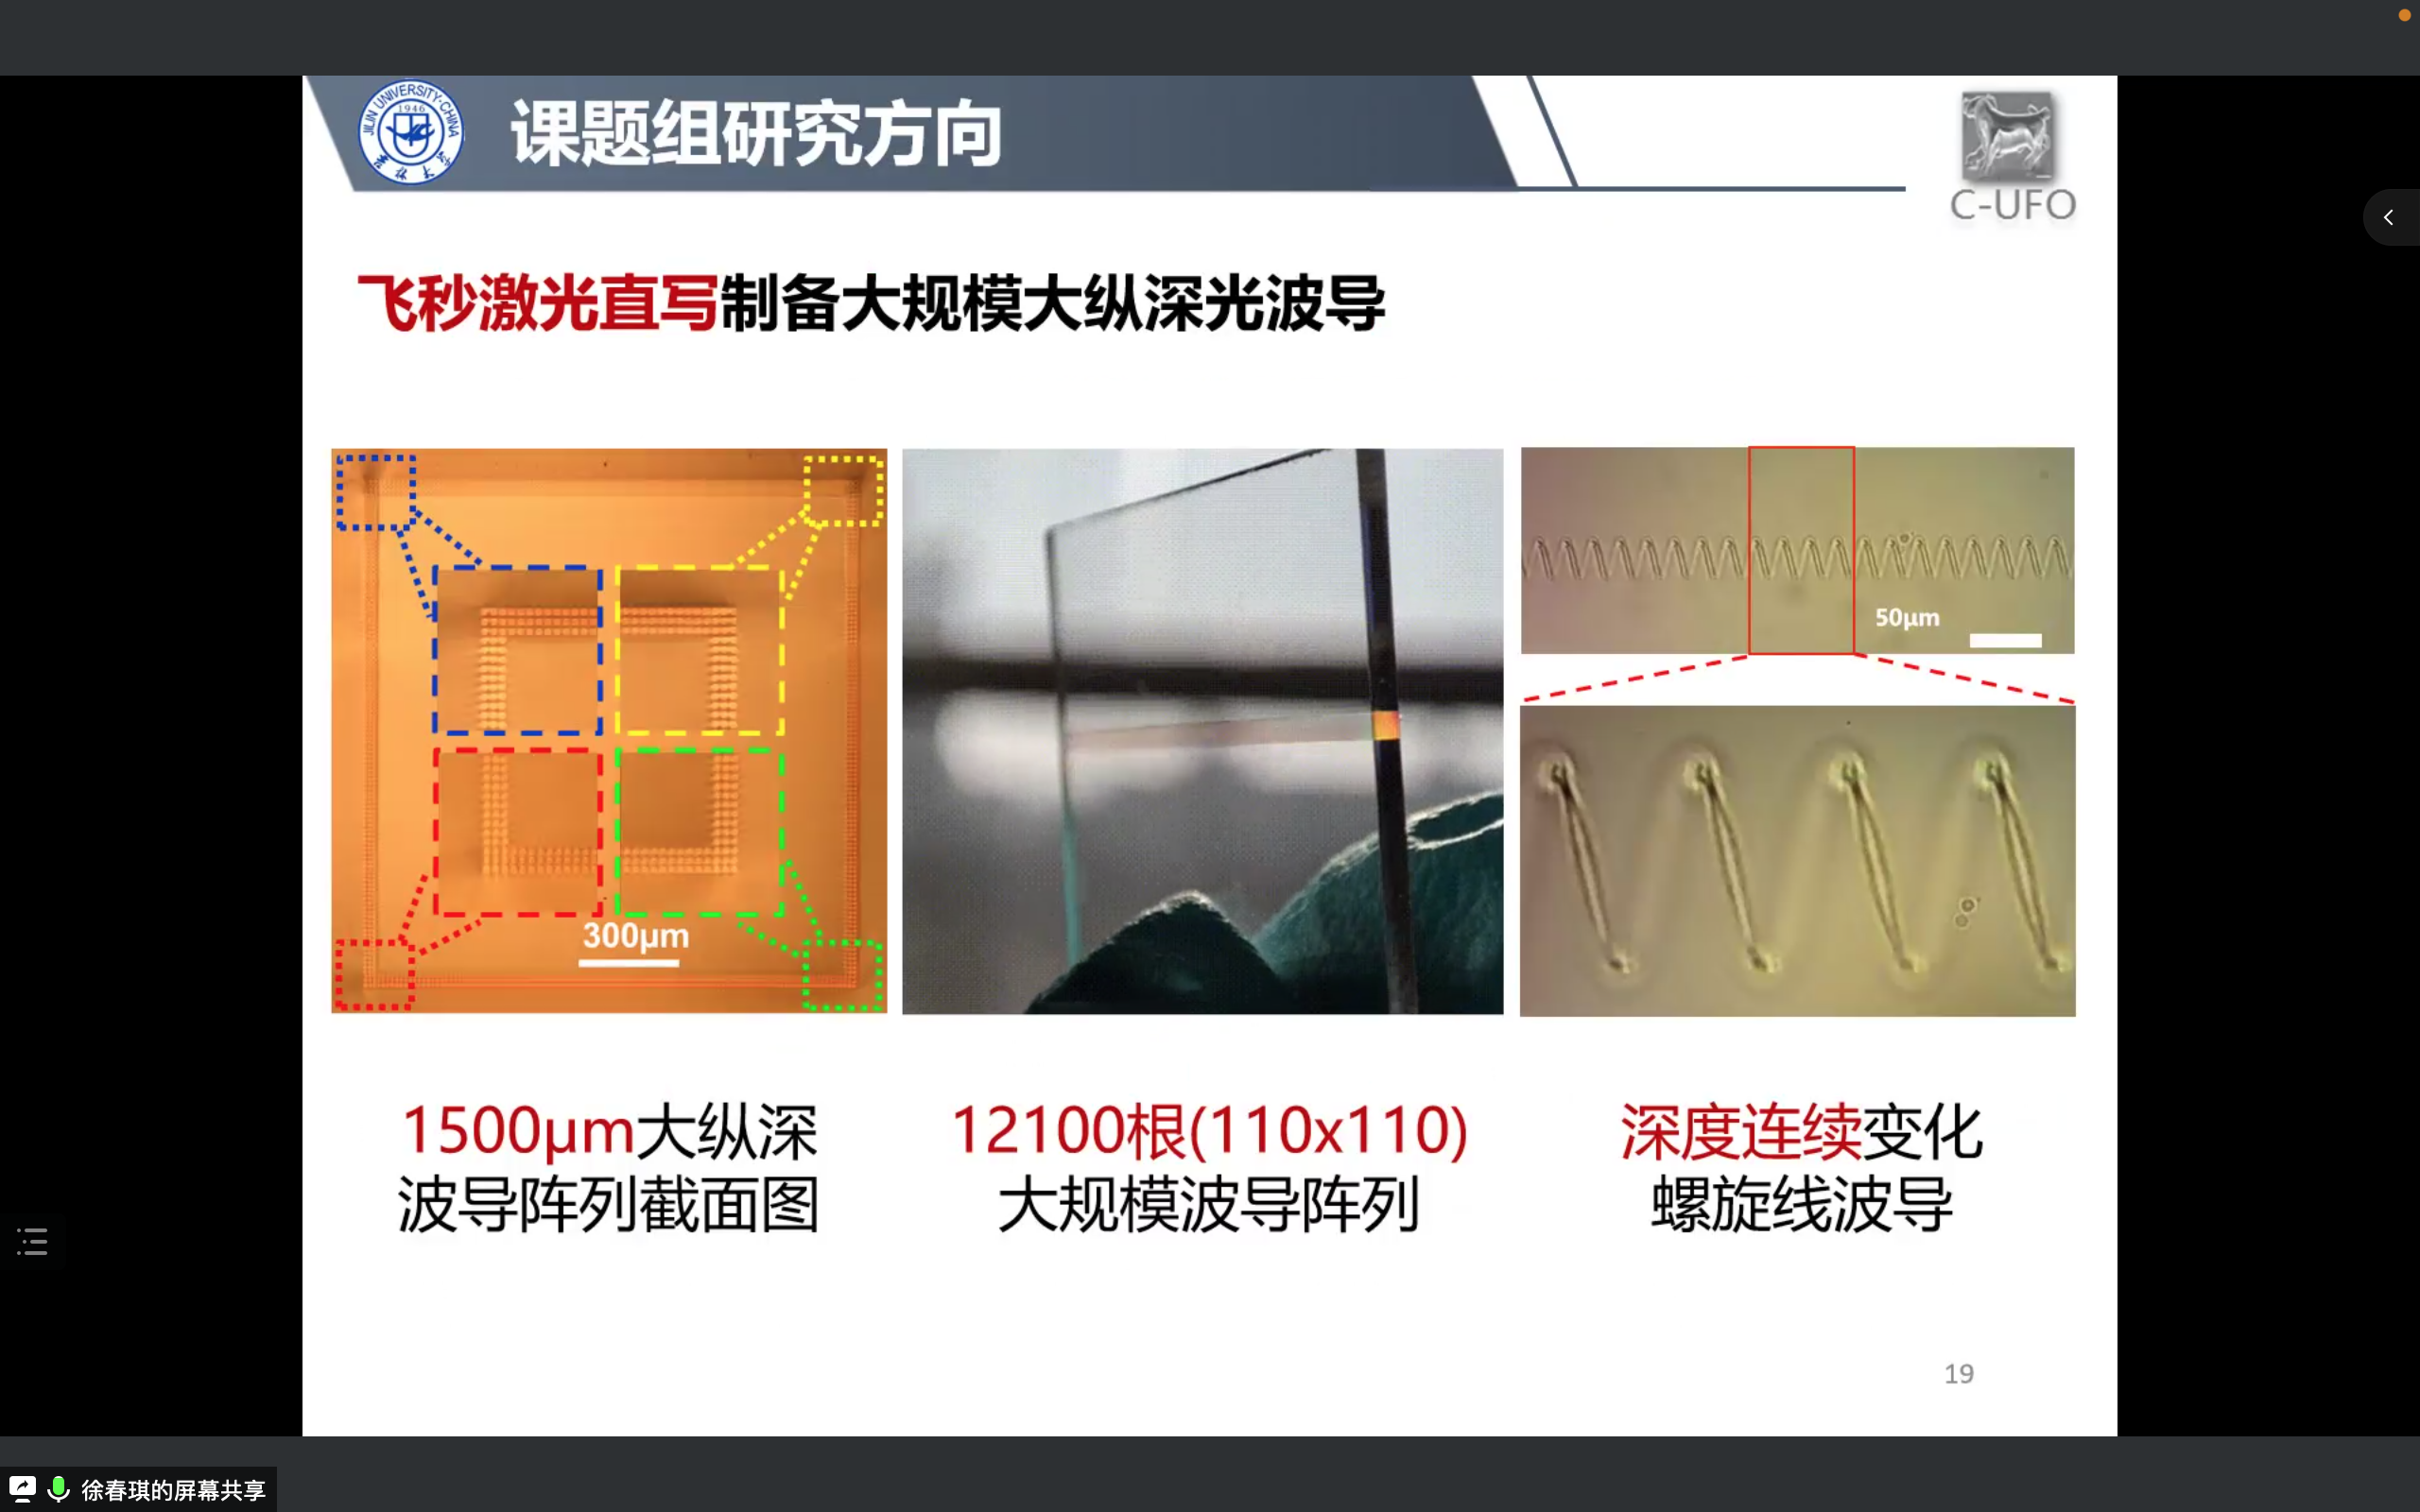 JILIN UNIVERSITY·CHINA
1946
课题组研究方向
C-UFO
飞秒激光直写制备大规模大纵深光波导
300μm
50μm
1500μm大纵深
波导阵列截面图
12100根(110x110)
大规模波导阵列
深度连续变化
螺旋线波导
19
徐春琪的屏幕共享